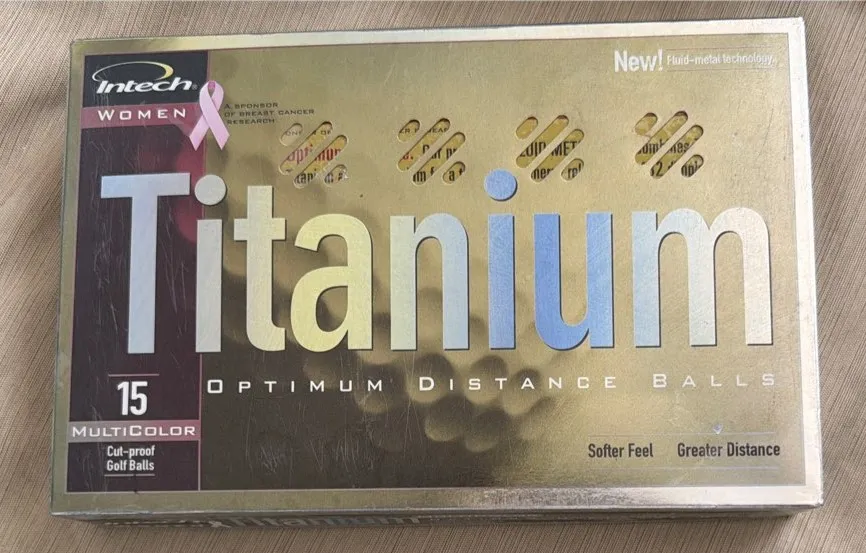 Intech®
WOMEN
A SPONSOR
OF BREAST CANCER
RESEARCH
New! Fluid-metal technology
Titanium
OPTIMUM DISTANCE BALLS
15
MULTICOLOR
Cut-proof
Golf Balls
Softer Feel Greater Distance
Titanium